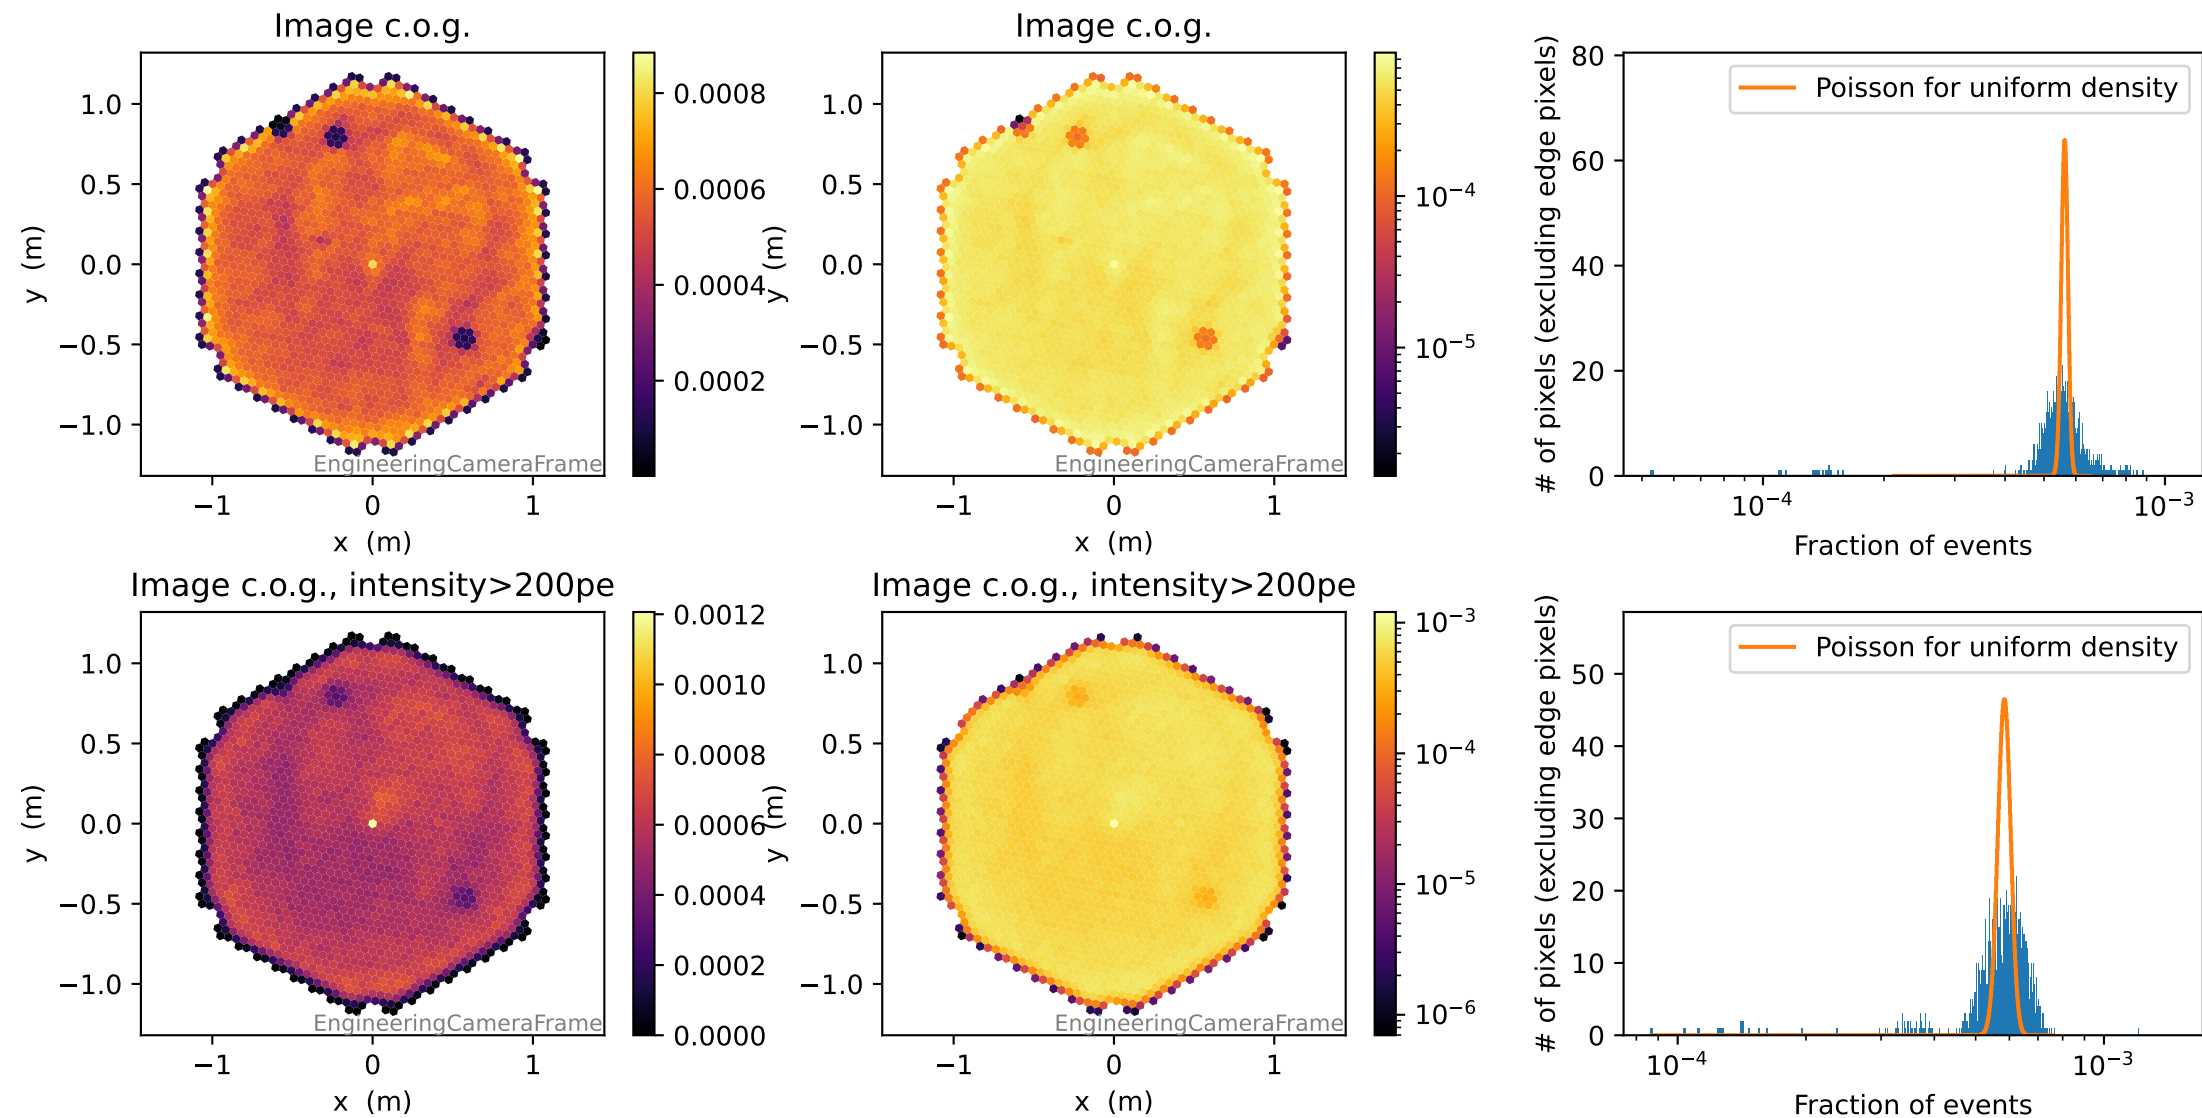 Image c.o.g.
y (m)
1.0
0.5
0.0
−0.5
−1.0
EngineeringCameraFrame
−1 0 1
x (m)
0.0008
0.0006
0.0004
0.0002
Image c.o.g.
y (m)
1.0
0.5
0.0
−0.5
−1.0
EngineeringCameraFrame
−1 0 1
x (m)
10⁻⁴
10⁻⁵
# of pixels (excluding edge pixels)
80
60
40
20
0
Poisson for uniform density
10⁻⁴ 10⁻³
Fraction of events
Image c.o.g., intensity>200pe
y (m)
1.0
0.5
0.0
−0.5
−1.0
EngineeringCameraFrame
−1 0 1
x (m)
0.0012
0.0010
0.0008
0.0006
0.0004
0.0002
0.0000
Image c.o.g., intensity>200pe
y (m)
1.0
0.5
0.0
−0.5
−1.0
EngineeringCameraFrame
−1 0 1
x (m)
10⁻³
10⁻⁴
10⁻⁵
10⁻⁶
# of pixels (excluding edge pixels)
50
40
30
20
10
0
Poisson for uniform density
10⁻⁴ 10⁻³
Fraction of events